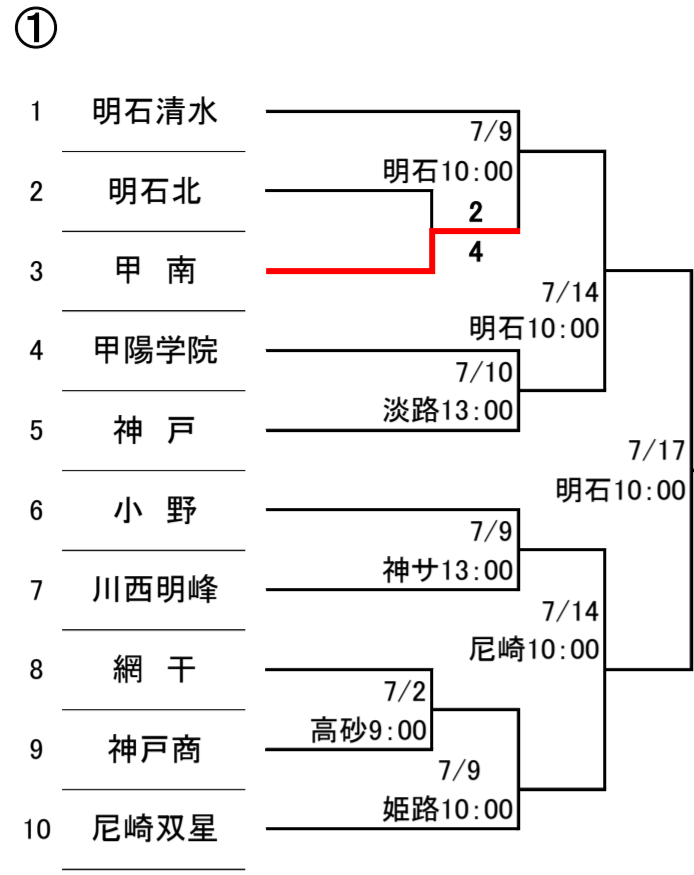 ①
1 明石清水
7/9
明石10:00
2 明石北
2
4
3 甲 南
7/14
明石10:00
4 甲陽学院
7/10
淡路13:00
5 神 戸
7/17
明石10:00
6 小 野
7/9
神サ13:00
7 川西明峰
7/14
尼崎10:00
8 網 干
7/2
高砂9:00
9 神戸商
7/9
姫路10:00
10 尼崎双星